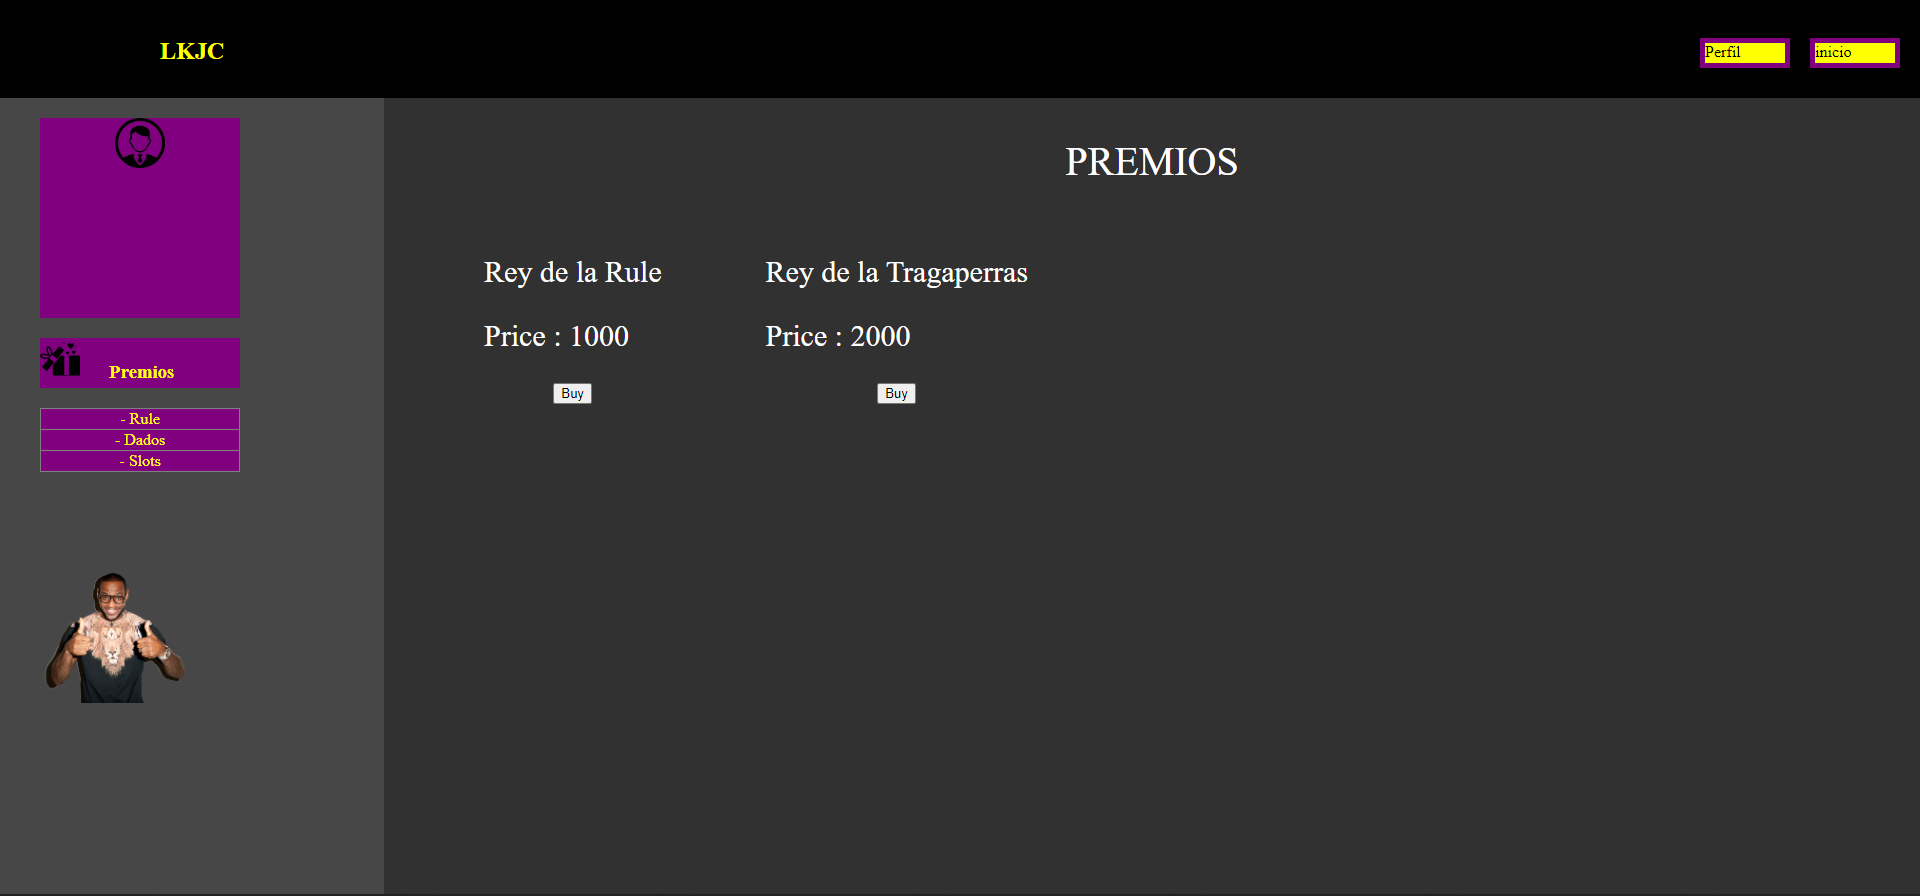 LKJC
Perfil
inicio
Premios
- Rule
- Dados
- Slots
PREMIOS
Rey de la Rule
Price : 1000
Buy
Rey de la Tragaperras
Price : 2000
Buy